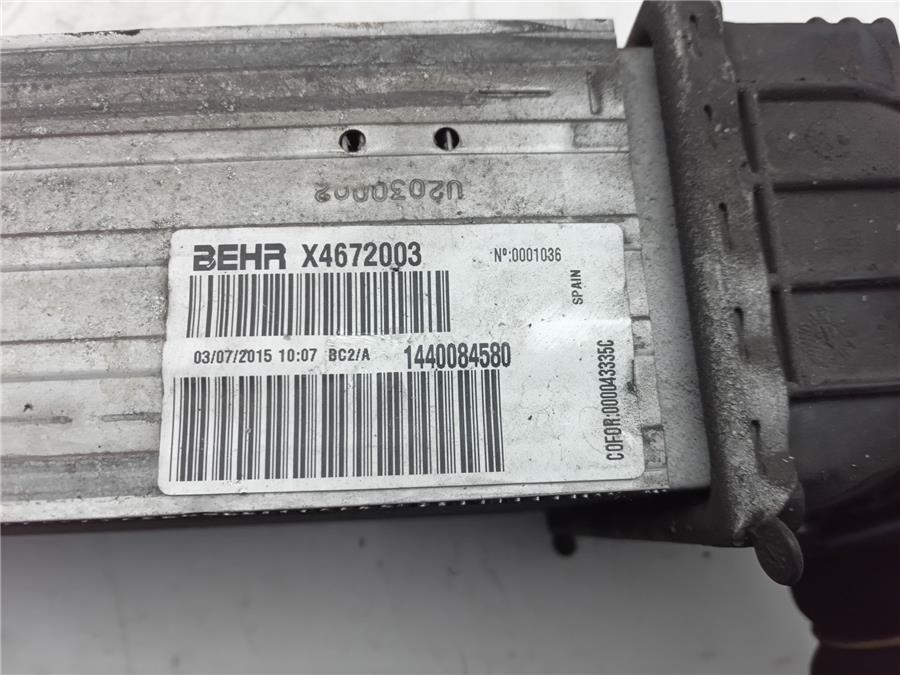 U2030002
BEHR X4672003
Nº:0001036
SPAIN
03/07/2015 10:07 BC2/A 1440084580
COFOR:000043335C